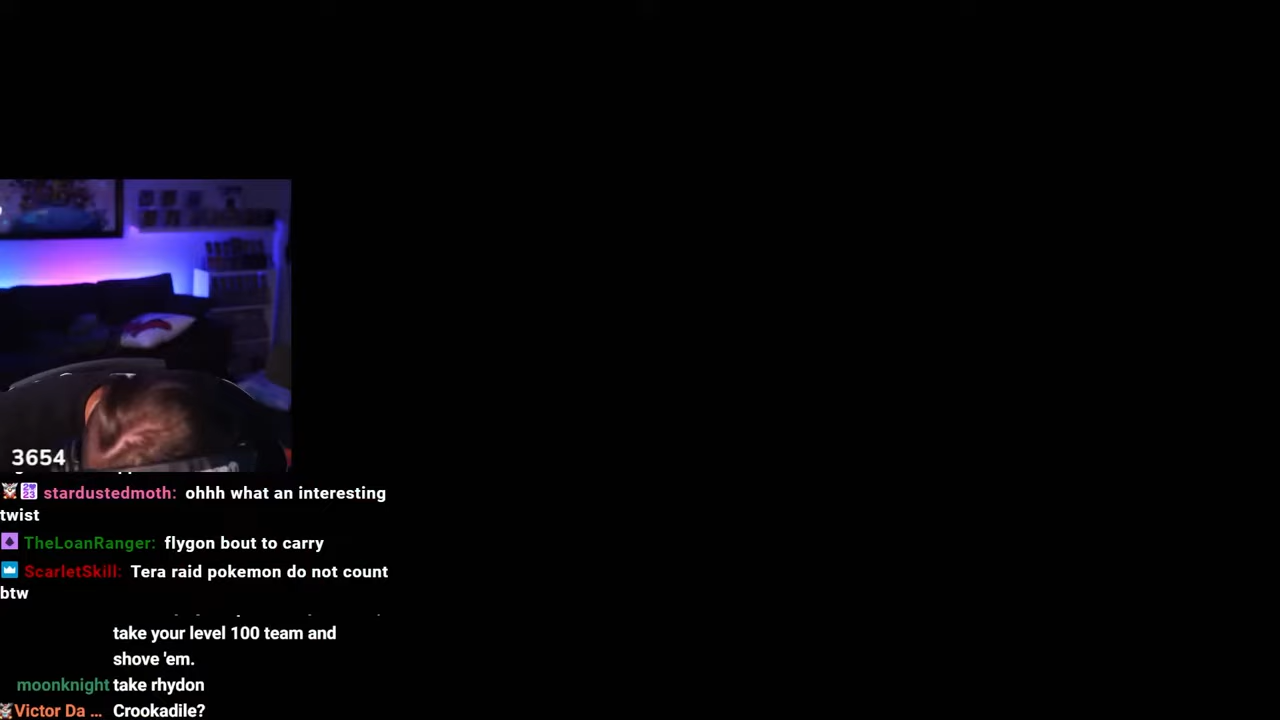 3654
stardustedmoth: ohhh what an interesting
twist
TheLoanRanger: flygon bout to carry
ScarletSkill: Tera raid pokemon do not count
btw
take your level 100 team and
shove 'em.
moonknight take rhydon
Victor Da ... Crookadile?